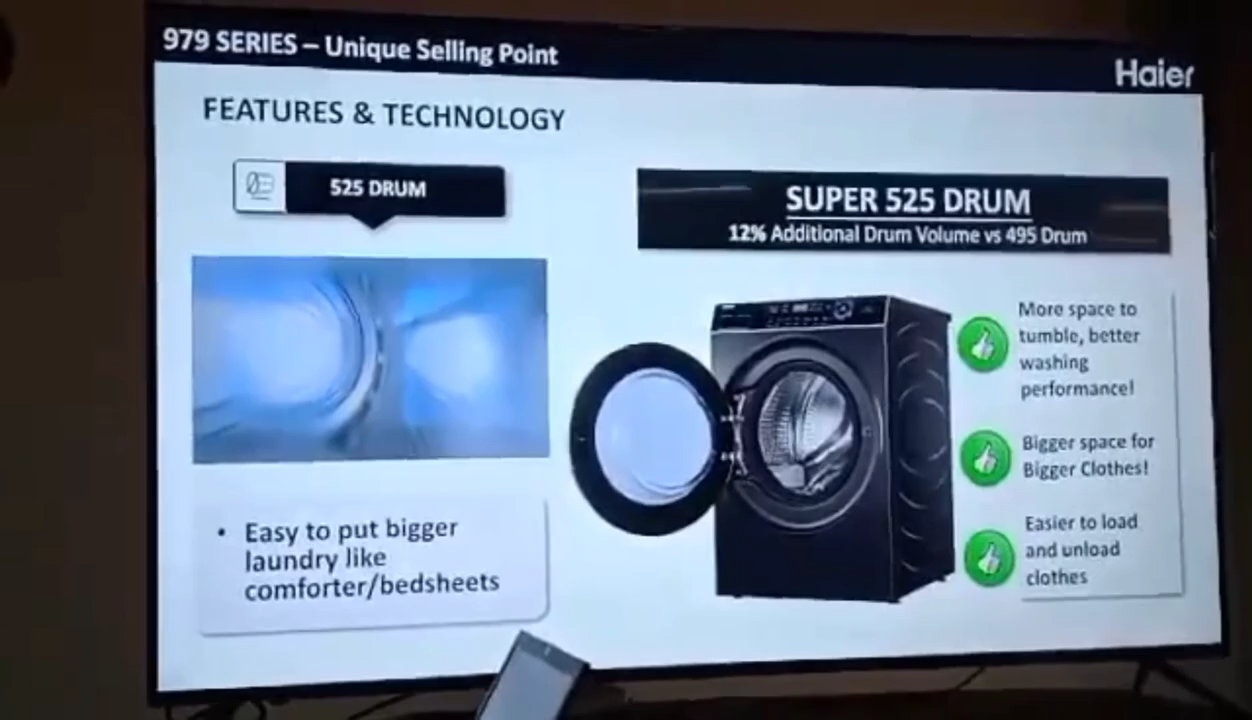 979 SERIES – Unique Selling Point
Haier
FEATURES & TECHNOLOGY
525 DRUM
SUPER 525 DRUM
12% Additional Drum Volume vs 495 Drum
More space to
tumble, better
washing
performance!
Bigger space for
Bigger Clothes!
Easier to load
and unload
clothes
• Easy to put bigger
laundry like
comforter/bedsheets